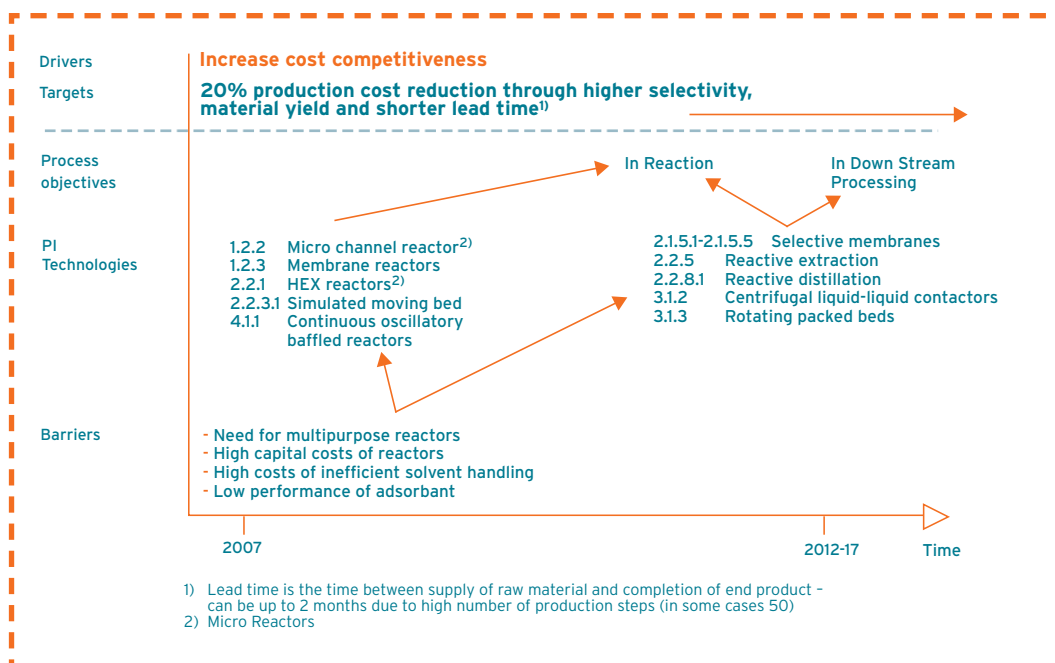 Drivers
Increase cost competitiveness
Targets
20% production cost reduction through higher selectivity,
material yield and shorter lead time1)
Process
objectives
In Reaction
In Down Stream
Processing
PI
Technologies
1.2.2 Micro channel reactor2)
1.2.3 Membrane reactors
2.2.1 HEX reactors2)
2.2.3.1 Simulated moving bed
4.1.1 Continuous oscillatory
baffled reactors
2.1.5.1-2.1.5.5 Selective membranes
2.2.5 Reactive extraction
2.2.8.1 Reactive distillation
3.1.2 Centrifugal liquid-liquid contactors
3.1.3 Rotating packed beds
Barriers
- Need for multipurpose reactors
- High capital costs of reactors
- High costs of inefficient solvent handling
- Low performance of adsorbant
2007
2012-17
Time
1) Lead time is the time between supply of raw material and completion of end product –
can be up to 2 months due to high number of production steps (in some cases 50)
2) Micro Reactors